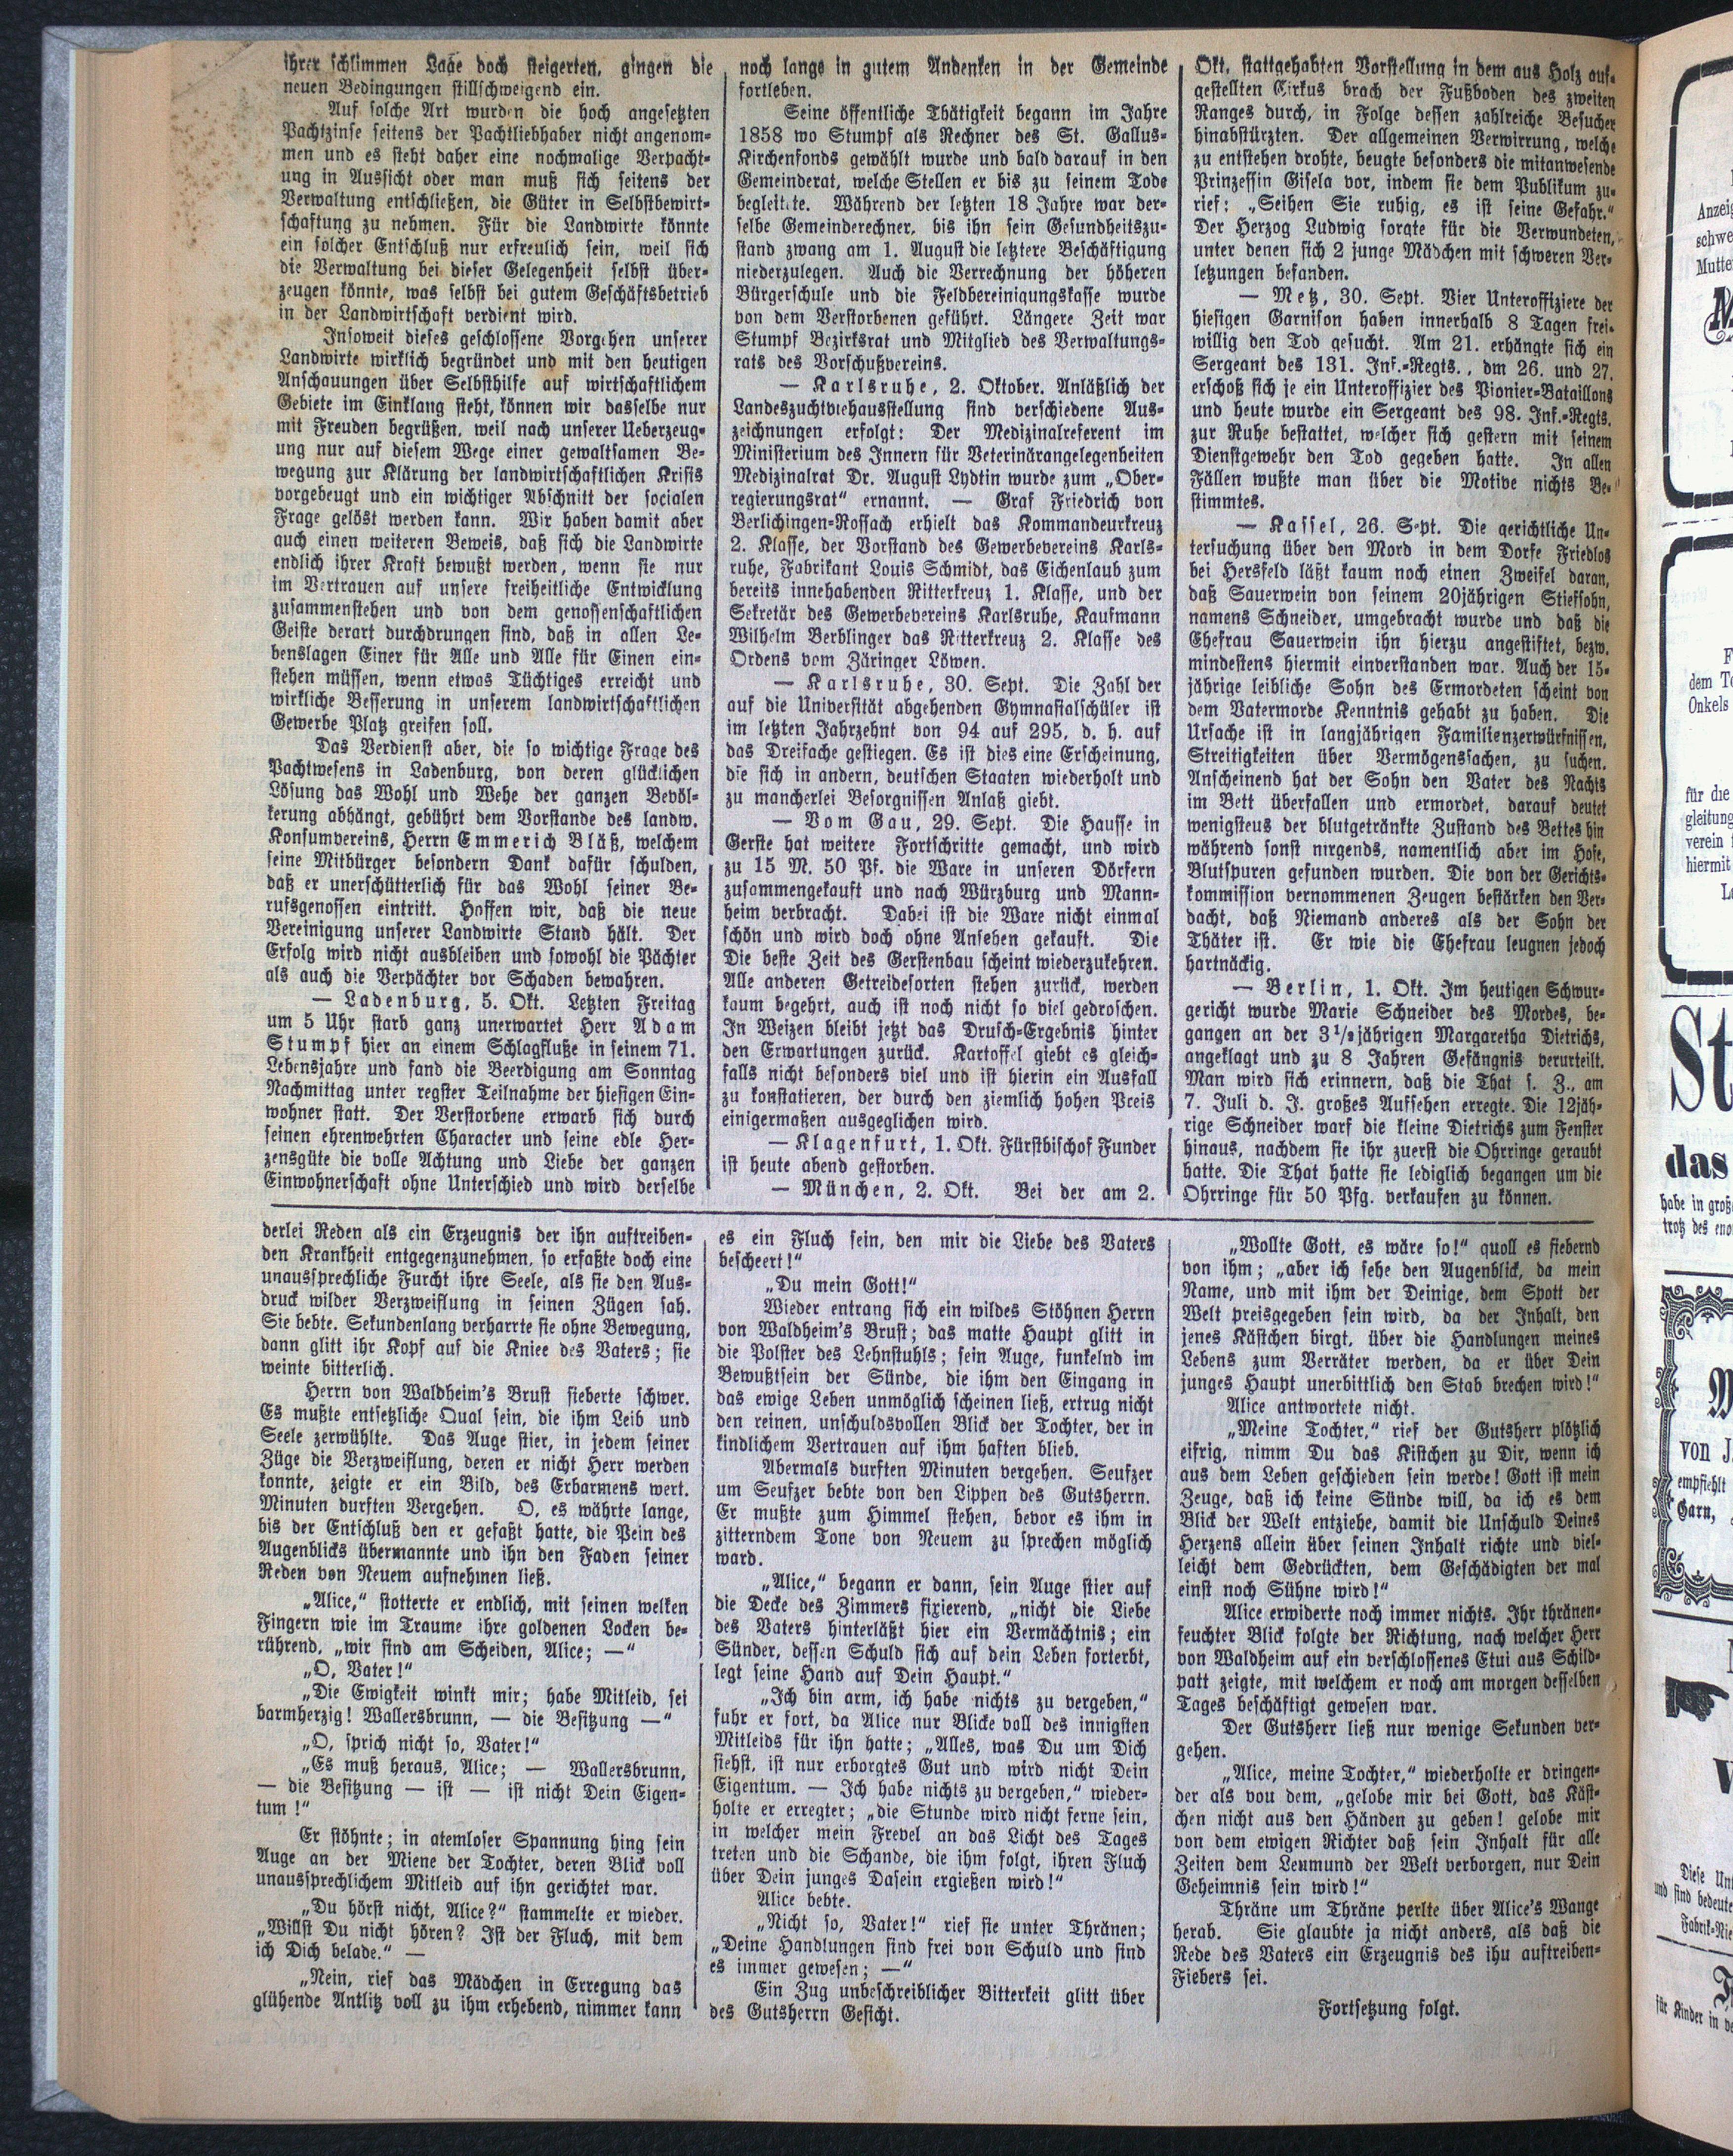 ihrer schlimmen Lage doch steigerten, gingen die
neuen Bedingungen stillschweigend ein.
Auf solche Art wurden die hoch angesetzten
Pachtzinse seitens der Pachtliebhaber nicht angenom-
men und es steht daher eine nochmalige Verpacht-
ung in Aussicht oder man muß sich seitens der
Verwaltung entschließen, die Güter in Selbstbewirt-
schaftung zu nehmen. Für die Landwirte könnte
ein solcher Entschluß nur erfreulich sein, weil sich
die Verwaltung bei dieser Gelegenheit selbst über-
zeugen könnte, was selbst bei gutem Geschäftsbetrieb
in der Landwirtschaft verdient wird.
Insoweit dieses geschlossene Vorgehen unserer
Landwirte wirklich begründet und mit den heutigen
Anschauungen über Selbsthilfe auf wirtschaftlichem
Gebiete im Einklang steht, können wir dasselbe nur
mit Freuden begrüßen, weil nach unserer Ueberzeug-
ung nur auf diesem Wege einer gewaltsamen Be-
wegung zur Klärung der landwirtschaftlichen Krisis
vorgebeugt und ein wichtiger Abschnitt der socialen
Frage gelöst werden kann. Wir haben damit aber
auch einen weiteren Beweis, daß sich die Landwirte
endlich ihrer Kraft bewußt werden, wenn sie nur
im Vertrauen auf unsere freiheitliche Entwicklung
zusammenstehen und von dem genossenschaftlichen
Geiste derart durchdrungen sind, daß in allen Le-
benslagen Einer für Alle und Alle für Einen ein-
stehen müssen, wenn etwas Tüchtiges erreicht und
wirkliche Besserung in unserem landwirtschaftlichen
Gewerbe Platz greifen soll.
Das Verdienst aber, die so wichtige Frage des
Pachtwesens in Ladenburg, von deren glücklichen
Lösung das Wohl und Wehe der ganzen Bevöl-
kerung abhängt, gebührt dem Vorstande des landw.
Konsumvereins, Herrn Emmerich Bläß, welchem
seine Mitbürger besondern Dank dafür schulden,
daß er unerschütterlich für das Wohl seiner Be-
rufsgenossen eintritt. Hoffen wir, daß die neue
Vereinigung unserer Landwirte Stand hält. Der
Erfolg wird nicht ausbleiben und sowohl die Pächter
als auch die Verpächter vor Schaden bewahren.
— Ladenburg, 5. Okt. Letzten Freitag
um 5 Uhr starb ganz unerwartet Herr Adam
Stumpf hier an einem Schlagfluße in seinem 71.
Lebensjahre und fand die Beerdigung am Sonntag
Nachmittag unter regster Teilnahme der hiesigen Ein-
wohner statt. Der Verstorbene erwarb sich durch
seinen ehrenwehrten Character und seine edle Her-
zensgüte die volle Achtung und Liebe der ganzen
Einwohnerschaft ohne Unterschied und wird derselbe
noch lange in gutem Andenken in der Gemeinde
fortleben.
Seine öffentliche Thätigkeit begann im Jahre
1858 wo Stumpf als Rechner des St. Gallus-
Kirchenfonds gewählt wurde und bald darauf in den
Gemeinderat, welche Stellen er bis zu seinem Tode
begleitete. Während der letzten 18 Jahre war der-
selbe Gemeinderechner, bis ihn sein Gesundheitszu-
stand zwang am 1. August die letztere Beschäftigung
niederzulegen. Auch die Verrechnung der höheren
Bürgerschule und die Feldbereinigungskasse wurde
von dem Verstorbenen geführt. Längere Zeit war
Stumpf Bezirksrat und Mitglied des Verwaltungs-
rats des Vorschußvereins.
— Karlsruhe, 2. Oktober. Anläßlich der
Landeszuchtviehausstellung sind verschiedene Aus-
zeichnungen erfolgt: Der Medizinalreferent im
Ministerium des Innern für Veterinärangelegenheiten
Medizinalrat Dr. August Lydtin wurde zum „Ober-
regierungsrat“ ernannt. — Graf Friedrich von
Berlichingen-Rossach erhielt das Kommandeurkreuz
2. Klasse, der Vorstand des Gewerbevereins Karls-
ruhe, Fabrikant Louis Schmidt, das Eichenlaub zum
bereits innehabenden Ritterkreuz 1. Klasse, und der
Sekretär des Gewerbevereins Karlsruhe, Kaufmann
Wilhelm Berblinger das Ritterkreuz 2. Klasse des
Ordens vom Zäringer Löwen.
— Karlsruhe, 30. Sept. Die Zahl der
auf die Universität abgehenden Gymnasialschüler ist
im letzten Jahrzehnt von 94 auf 295, d. h. auf
das Dreifache gestiegen. Es ist dies eine Erscheinung,
die sich in andern, deutschen Staaten wiederholt und
zu mancherlei Besorgnissen Anlaß giebt.
— Vom Gau, 29. Sept. Die Hausse in
Gerste hat weitere Fortschritte gemacht, und wird
zu 15 M. 50 Pf. die Ware in unseren Dörfern
zusammengekauft und nach Würzburg und Mann-
heim verbracht. Dabei ist die Ware nicht einmal
schön und wird doch ohne Ansehen gekauft. Die
Die beste Zeit des Gerstenbau scheint wiederzukehren.
Alle anderen Getreidesorten stehen zurück, werden
kaum begehrt, auch ist noch nicht so viel gedroschen.
In Weizen bleibt jetzt das Drusch-Ergebnis hinter
den Erwartungen zurück. Kartoffel giebt es gleich-
falls nicht besonders viel und ist hierin ein Ausfall
zu konstatieren, der durch den ziemlich hohen Preis
einigermaßen ausgeglichen wird.
— Klagenfurt, 1. Okt. Fürstbischof Funder
ist heute abend gestorben.
— München, 2. Okt. Bei der am 2.
Okt. stattgehabten Vorstellung in dem aus Holz auf-
gestellten Cirkus brach der Fußboden des zweiten
Ranges durch, in Folge dessen zahlreiche Besucher
hinabstürzten. Der allgemeinen Verwirrung, welche
zu entstehen drohte, beugte besonders die mitanwesende
Prinzessin Gisela vor, indem sie dem Publikum zu-
rief: „Seihen Sie ruhig, es ist keine Gefahr.“
Der Herzog Ludwig sorgte für die Verwundeten,
unter denen sich 2 junge Mädchen mit schweren Ver-
letzungen befanden.
— Metz, 30. Sept. Vier Unteroffiziere der
hiesigen Garnison haben innerhalb 8 Tagen frei-
willig den Tod gesucht. Am 21. erhängte sich ein
Sergeant des 131. Inf.-Regts., dm 26. und 27.
erschoß sich je ein Unteroffizier des Pionier-Bataillons
und heute wurde ein Sergeant des 98. Inf.-Regts.
zur Ruhe bestattet, welcher sich gestern mit seinem
Dienstgewehr den Tod gegeben hatte. In allen
Fällen wußte man über die Motive nichts Be-
stimmtes.
— Kassel, 26. Sept. Die gerichtliche Un-
tersuchung über den Mord in dem Dorfe Friedlos
bei Hersfeld läßt kaum noch einen Zweifel daran,
daß Sauerwein von seinem 20jährigen Stiefsohn,
namens Schneider, umgebracht wurde und daß die
Ehefrau Sauerwein ihn hierzu angestiftet, bezw.
mindestens hiermit einverstanden war. Auch der 15-
jährige leibliche Sohn des Ermordeten scheint von
dem Vatermorde Kenntnis gehabt zu haben. Die
Ursache ist in langjährigen Familienzerwürfnissen,
Streitigkeiten über Vermögenssachen, zu suchen.
Anscheinend hat der Sohn den Vater des Nachts
im Bett überfallen und ermordet, darauf deutet
wenigsteus der blutgetränkte Zustand des Bettes hin
während sonst nirgends, namentlich aber im Hofe,
Blutspuren gefunden wurden. Die von der Gerichts-
kommission vernommenen Zeugen bestärken den Ver-
dacht, daß Niemand anderes als der Sohn der
Thäter ist. Er wie die Ehefrau leugnen jedoch
hartnäckig.
— Berlin, 1. Okt. Im heutigen Schwur-
gericht wurde Marie Schneider des Mordes, be-
gangen an der 3½jährigen Margaretha Dietrichs,
angeklagt und zu 8 Jahren Gefängnis verurteilt.
Man wird sich erinnern, daß die That s. Z., am
7. Juli d. J. großes Aufsehen erregte. Die 12jäh-
rige Schneider warf die kleine Dietrichs zum Fenster
hinaus, nachdem sie ihr zuerst die Ohrringe geraubt
hatte. Die That hatte sie lediglich begangen um die
Ohrringe für 50 Pfg. verkaufen zu können.
derlei Reden als ein Erzeugnis der ihn auftreiben-
den Krankheit entgegenzunehmen, so erfaßte doch eine
unaussprechliche Furcht ihre Seele, als sie den Aus-
druck wilder Verzweiflung in seinen Zügen sah.
Sie bebte. Sekundenlang verharrte sie ohne Bewegung,
dann glitt ihr Kopf auf die Kniee des Vaters; sie
weinte bitterlich.
Herrn von Waldheim's Brust fieberte schwer.
Es mußte entsetzliche Qual sein, die ihm Leib und
Seele zerwühlte. Das Auge stier, in jedem seiner
Züge die Verzweiflung, deren er nicht Herr werden
konnte, zeigte er ein Bild, des Erbarmens wert.
Minuten durften Vergehen. O, es währte lange,
bis der Entschluß den er gefaßt hatte, die Pein des
Augenblicks übermannte und ihn den Faden seiner
Reden von Neuem aufnehmen ließ.
„Alice,“ stotterte er endlich, mit seinen welken
Fingern wie im Traume ihre goldenen Locken be-
rührend, „wir sind am Scheiden, Alice; —“
„O, Vater!“
„Die Ewigkeit winkt mir; habe Mitleid, sei
barmherzig! Wallersbrunn, — die Besitzung —“
„O, sprich nicht so, Vater!“
„Es muß heraus, Alice; — Wallersbrunn,
— die Besitzung — ist — ist nicht Dein Eigen-
tum!“
Er stöhnte; in atemloser Spannung hing sein
Auge an der Miene der Tochter, deren Blick voll
unaussprechlichem Mitleid auf ihn gerichtet war.
„Du hörst nicht, Alice?“ stammelte er wieder.
„Willst Du nicht hören? Ist der Fluch, mit dem
ich Dich belade.“ —
„Nein, rief das Mädchen in Erregung das
glühende Antlitz voll zu ihm erhebend, nimmer kann
es ein Fluch sein, den mir die Liebe des Vaters
bescheert!“
„Du mein Gott!“
Wieder entrang sich ein wildes Stöhnen Herrn
von Waldheim's Brust; das matte Haupt glitt in
die Polster des Lehnstuhls; sein Auge, funkelnd im
Bewußtsein der Sünde, die ihm den Eingang in
das ewige Leben unmöglich scheinen ließ, ertrug nicht
den reinen, unschuldsvollen Blick der Tochter, der in
kindlichem Vertrauen auf ihm haften blieb.
Abermals durften Minuten vergehen. Seufzer
um Seufzer bebte von den Lippen des Gutsherrn.
Er mußte zum Himmel stehen, bevor es ihm in
zitterndem Tone von Neuem zu sprechen möglich
ward.
„Alice,“ begann er dann, sein Auge stier auf
die Decke des Zimmers fixierend, „nicht die Liebe
des Vaters hinterläßt hier ein Vermächtnis; ein
Sünder, dessen Schuld sich auf dein Leben forterbt,
legt seine Hand auf Dein Haupt.“
„Ich bin arm, ich habe nichts zu vergeben,“
fuhr er fort, da Alice nur Blicke voll des innigsten
Mitleids für ihn hatte; „Alles, was Du um Dich
siehst, ist nur erborgtes Gut und wird nicht Dein
Eigentum. — Ich habe nichts zu vergeben,“ wieder-
holte er erregter; „die Stunde wird nicht ferne sein,
in welcher mein Frevel an das Licht des Tages
treten und die Schande, die ihm folgt, ihren Fluch
über Dein junges Dasein ergießen wird!“
Alice bebte.
„Nicht so, Vater!“ rief sie unter Thränen;
„Deine Handlungen sind frei von Schuld und sind
es immer gewesen; —“
Ein Zug unbeschreiblicher Bitterkeit glitt über
des Gutsherrn Gesicht.
„Wollte Gott, es wäre so!“ quoll es fiebernd
von ihm; „aber ich sehe den Augenblick, da mein
Name, und mit ihm der Deinige, dem Spott der
Welt preisgegeben sein wird, da der Inhalt, den
jenes Kästchen birgt, über die Handlungen meines
Lebens zum Verräter werden, da er über Dein
junges Haupt unerbittlich den Stab brechen wird!“
Alice antwortete nicht.
„Meine Tochter,“ rief der Gutsherr plötzlich
eifrig, nimm Du das Kistchen zu Dir, wenn ich
aus dem Leben geschieden sein werde! Gott ist mein
Zeuge, daß ich keine Sünde will, da ich es dem
Blick der Welt entziehe, damit die Unschuld Deines
Herzens allein über seinen Inhalt richte und viel-
leicht dem Gedrückten, dem Geschädigten der mal
einst noch Sühne wird!“
Alice erwiderte noch immer nichts. Ihr thränen-
feuchter Blick folgte der Richtung, nach welcher Herr
von Waldheim auf ein verschlossenes Etui aus Schild-
patt zeigte, mit welchem er noch am morgen desselben
Tages beschäftigt gewesen war.
Der Gutsherr ließ nur wenige Sekunden ver-
gehen.
„Alice, meine Tochter,“ wiederholte er dringen-
der als vou dem, „gelobe mir bei Gott, das Käst-
chen nicht aus den Händen zu geben! gelobe mir
von dem ewigen Richter daß sein Inhalt für alle
Zeiten dem Leumund der Welt verborgen, nur Dein
Geheimnis sein wird!“
Thräne um Thräne perlte über Alice's Wange
herab. Sie glaubte ja nicht anders, als daß die
Rede des Vaters ein Erzeugnis des ihu auftreiben-
Fiebers sei.
Fortsetzung folgt.
Anzeig
schwe
Mutte
dem To
Onkels
für die
gleitung
verein
hiermit
St
das
habe in groß
trotz des eno
von J.
empfiehlt
Garn,
Diese Un
und sind bedeute
Fabrik-Nie
für Kinder in de